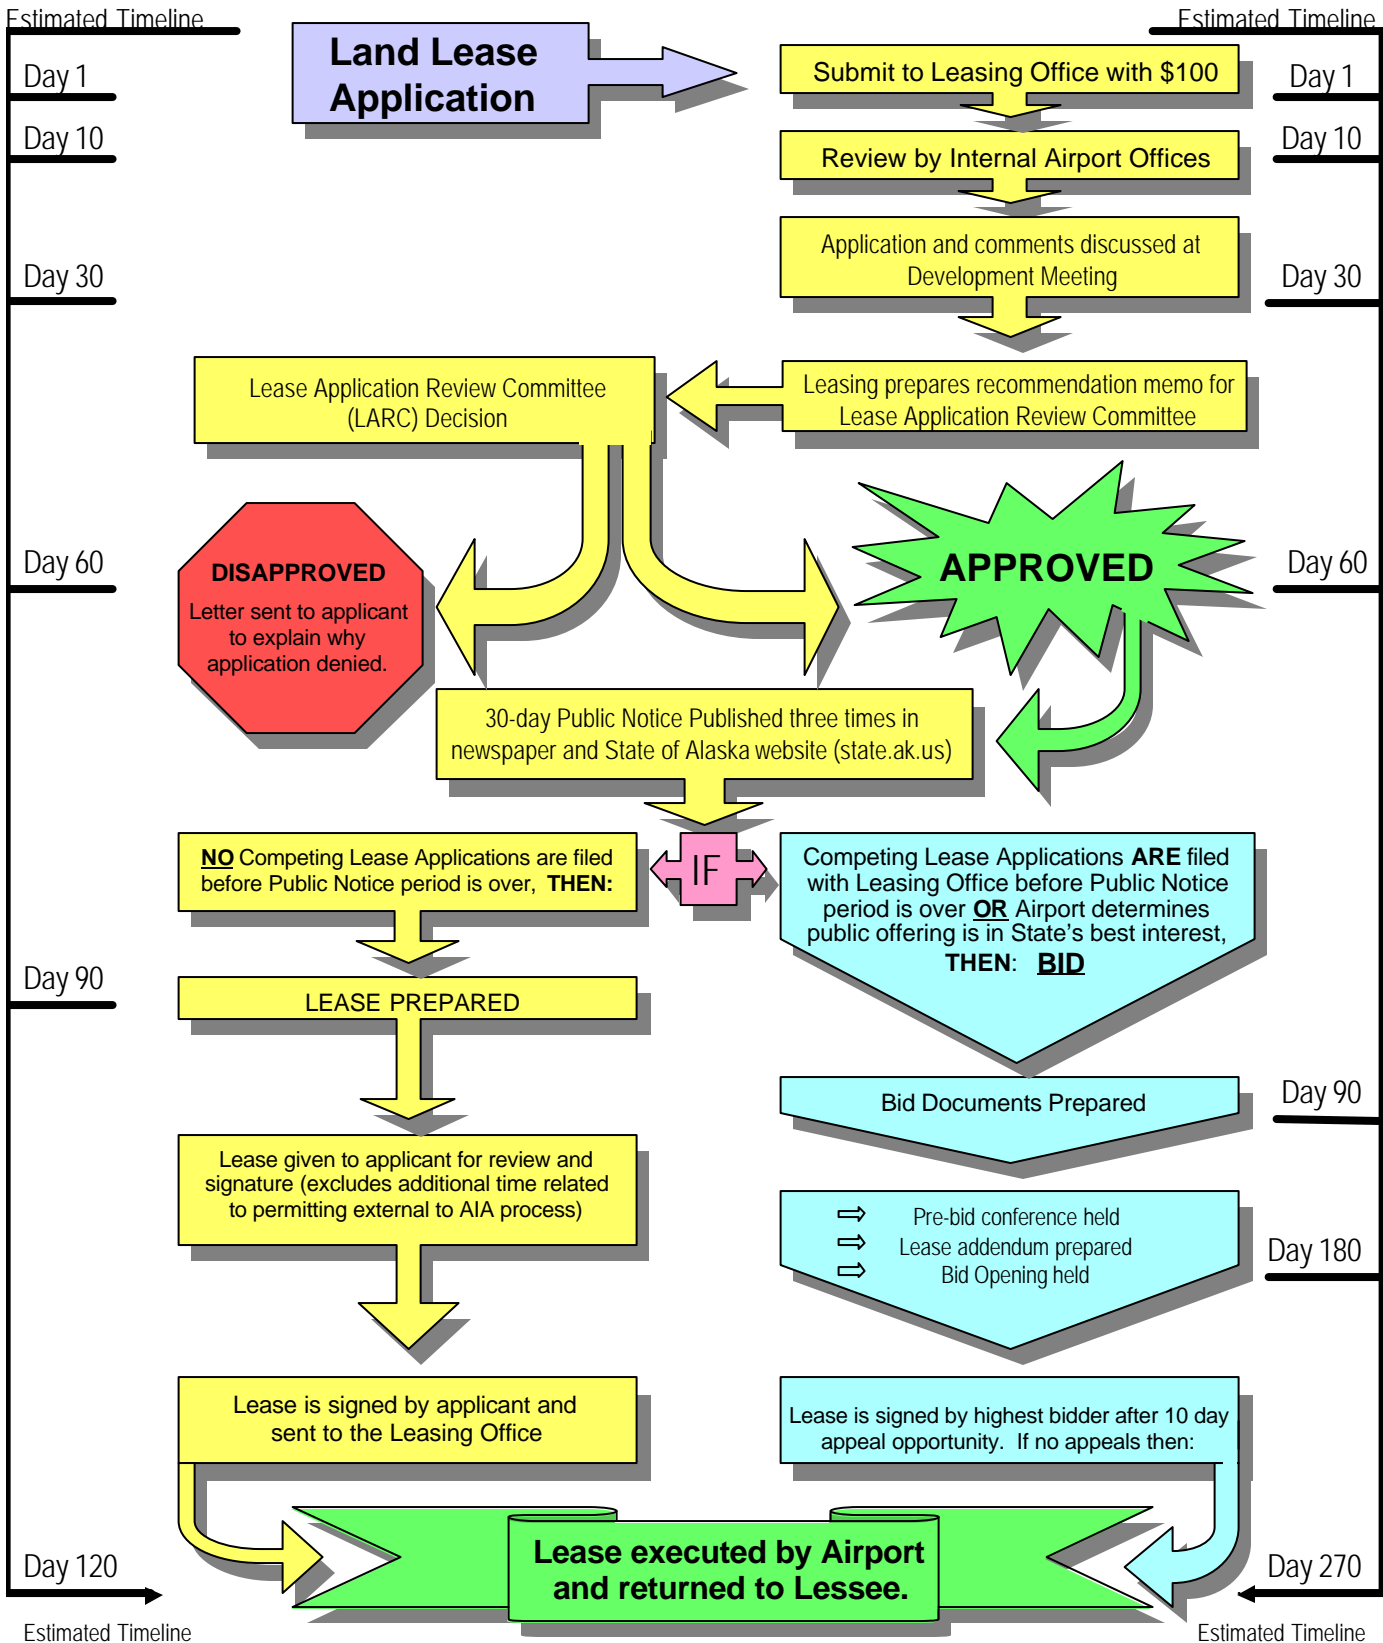 Estimated Timeline
Estimated Timeline
Land Lease
Application
Submit to Leasing Office with $100
Day 1
Day 1
Day 10
Review by Internal Airport Offices
Day 10
Application and comments discussed at
Development Meeting
Day 30
Day 30
Leasing prepares recommendation memo for
Lease Application Review Committee
Lease Application Review Committee
(LARC) Decision
Day 60
DISAPPROVED
Letter sent to applicant
to explain why
application denied.
APPROVED
Day 60
30-day Public Notice Published three times in
newspaper and State of Alaska website (state.ak.us)
IF
NO Competing Lease Applications are filed
before Public Notice period is over, THEN:
Competing Lease Applications ARE filed
with Leasing Office before Public Notice
period is over OR Airport determines
public offering is in State's best interest,
THEN: BID
Day 90
LEASE PREPARED
Bid Documents Prepared
Day 90
Lease given to applicant for review and
signature (excludes additional time related
to permitting external to AIA process)
⇨ Pre-bid conference held
⇨ Lease addendum prepared
⇨ Bid Opening held
Day 180
Lease is signed by applicant and
sent to the Leasing Office
Lease is signed by highest bidder after 10 day
appeal opportunity. If no appeals then:
Day 120
Lease executed by Airport
and returned to Lessee.
Day 270
Estimated Timeline
Estimated Timeline